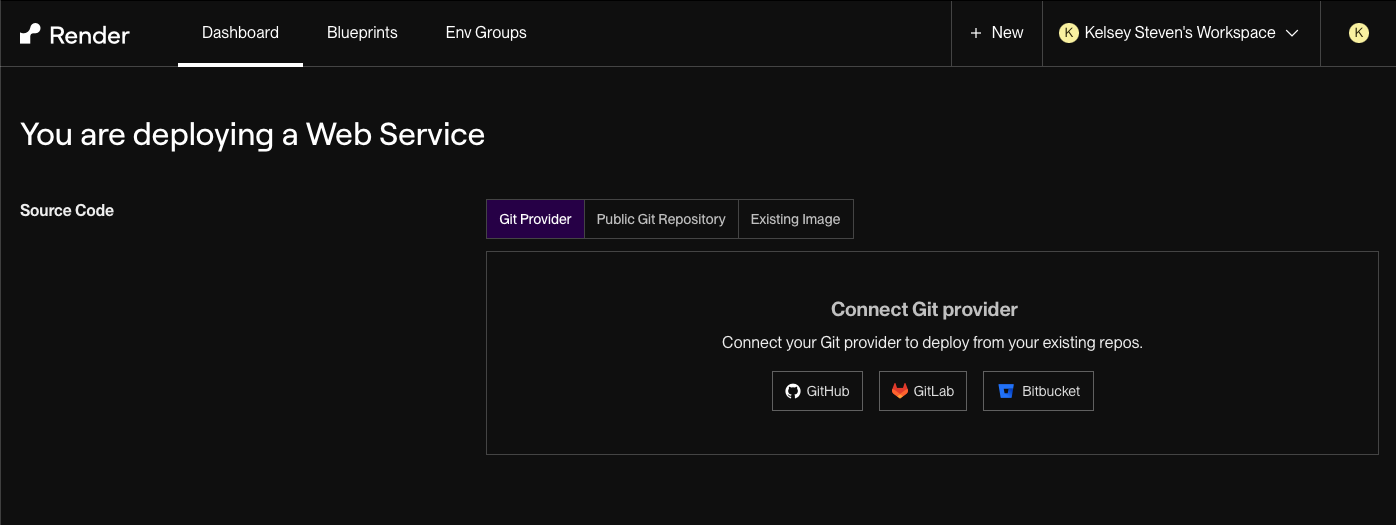 Render Dashboard Blueprints Env Groups + New K Kelsey Steven's Workspace K
You are deploying a Web Service
Source Code
Git Provider Public Git Repository Existing Image
Connect Git provider
Connect your Git provider to deploy from your existing repos.
GitHub GitLab Bitbucket